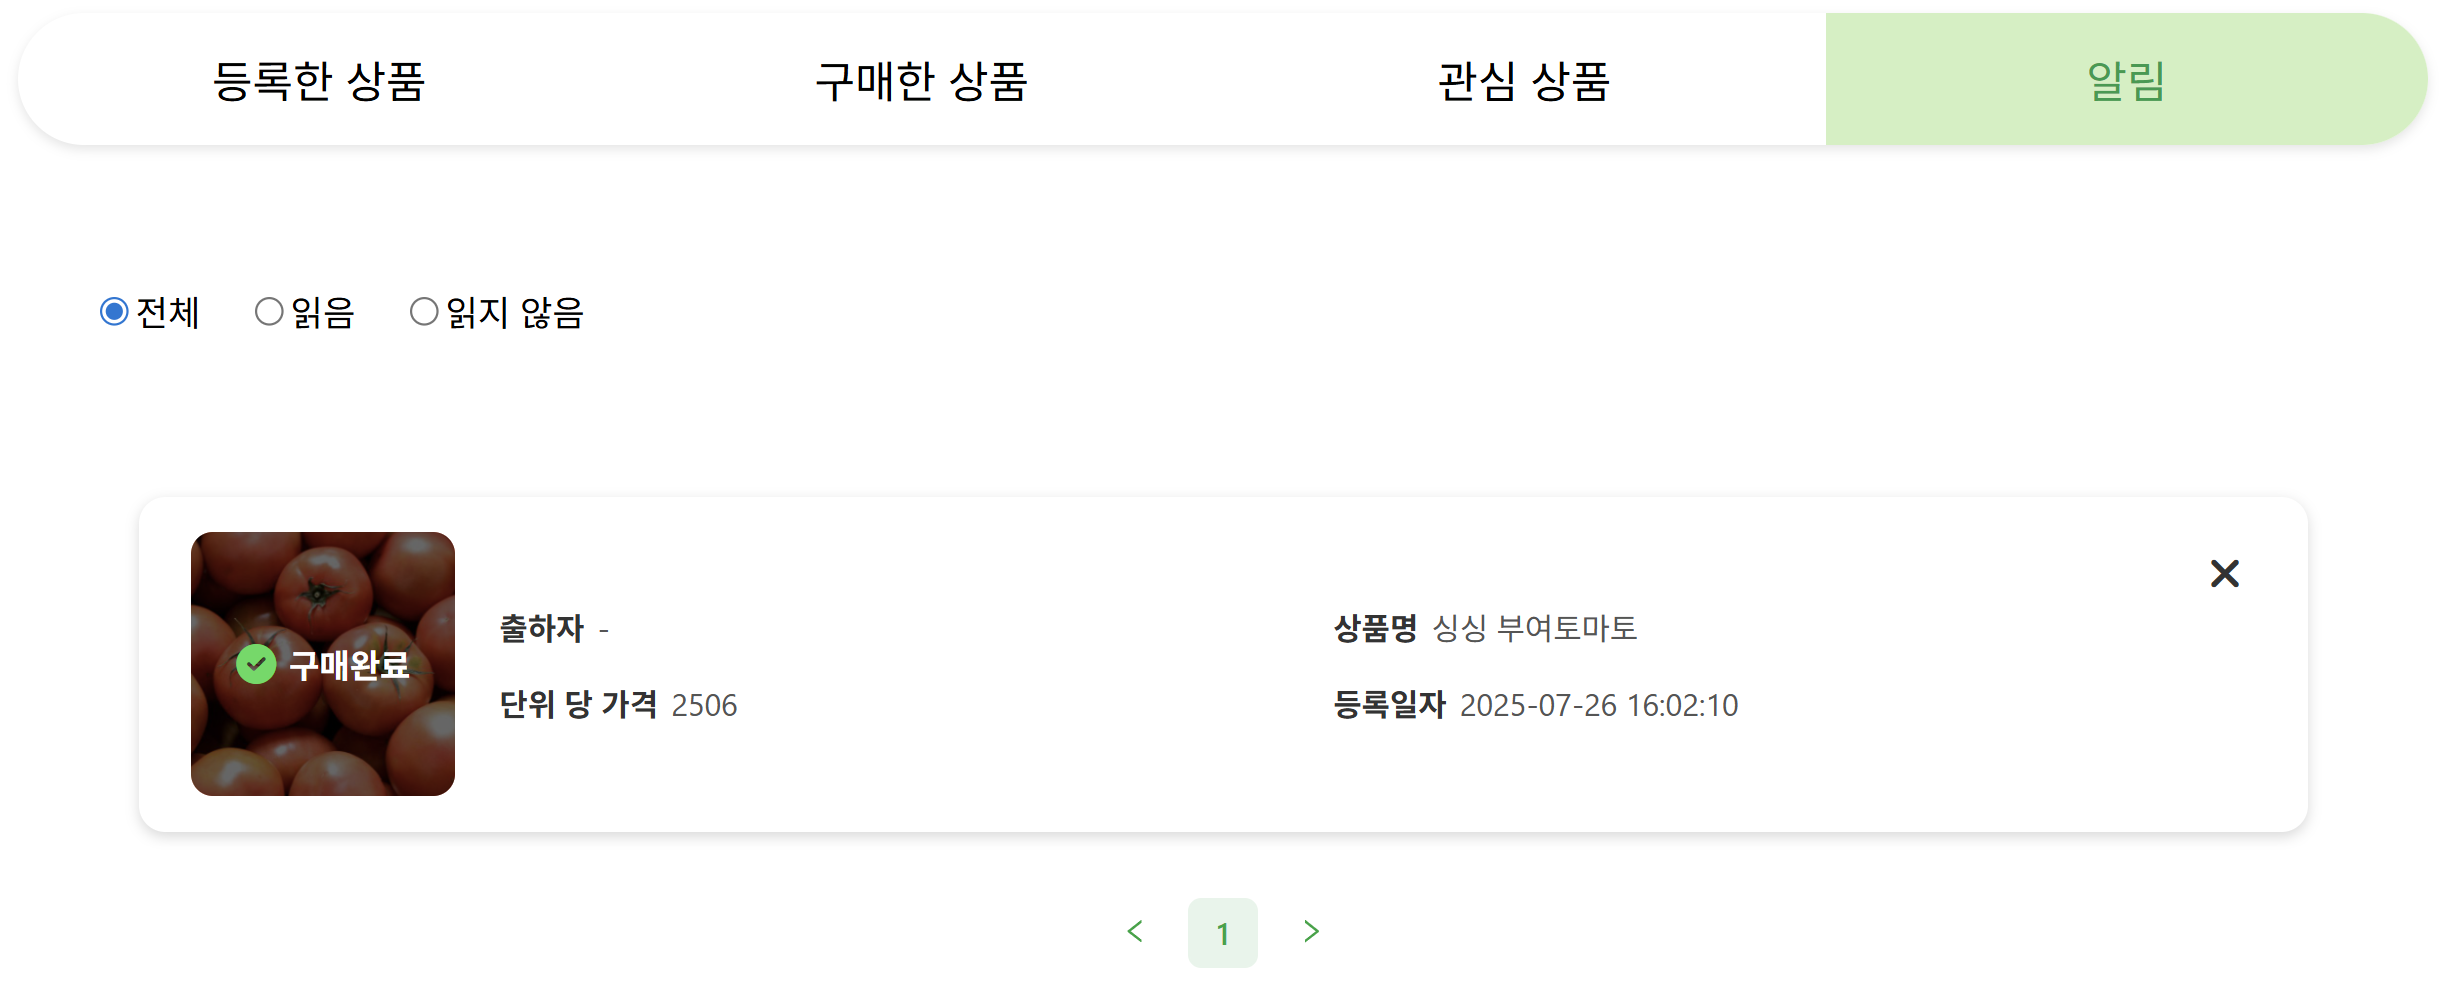 등록한 상품 구매한 상품 관심 상품 알림
전체 읽음 읽지 않음
구매완료
출하자 - 상품명 싱싱 부여토마토
단위 당 가격 2506 등록일자 2025-07-26 16:02:10
< 1 >